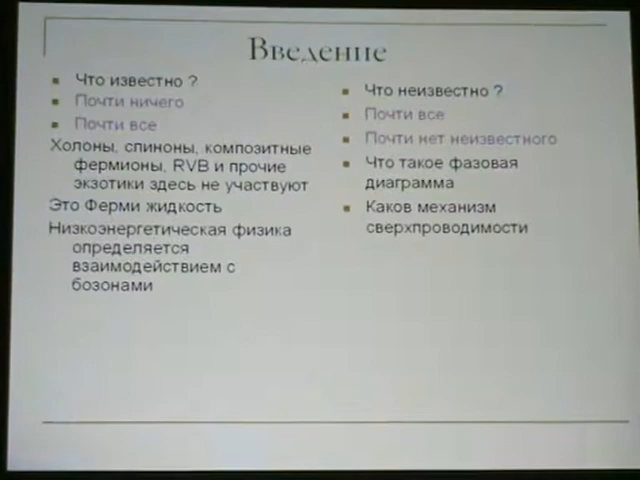 Введение
Что известно ?
Почти ничего
Почти все
Холоны, спиноны, композитные
фермионы, RVB и прочие
экзотики здесь не участвуют
Это Ферми жидкость
Низкоэнергетическая физика
определяется
взаимодействием с
бозонами
Что неизвестно ?
Почти все
Почти нет неизвестного
Что такое фазовая
диаграмма
Каков механизм
сверхпроводимости